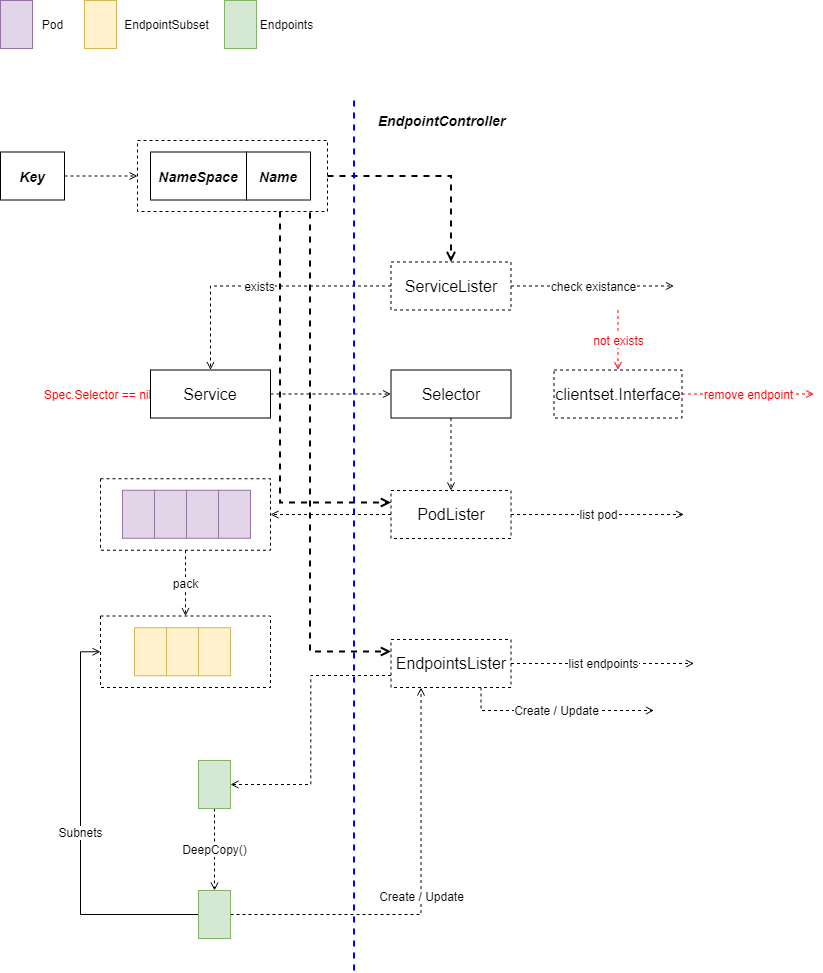 Pod
EndpointSubset
Endpoints
EndpointController
Key
NameSpace
Name
exists
ServiceLister
check existance
not exists
Spec.Selector == nil
Service
Selector
clientset.Interface
remove endpoint
PodLister
list pod
pack
EndpointsLister
list endpoints
Create / Update
Subnets
DeepCopy()
Create / Update